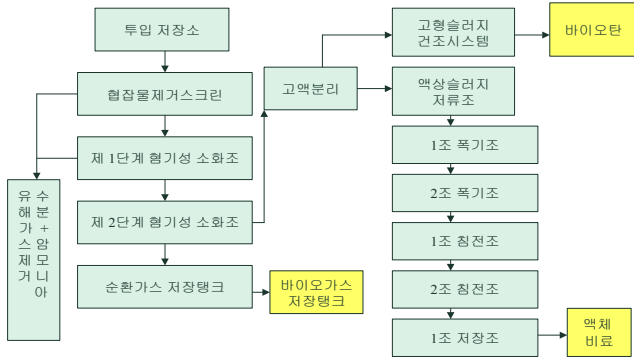 투입 저장소
협잡물제거스크린
제 1단계 혐기성 소화조
제 2단계 혐기성 소화조
순환가스 저장탱크
수분+암모니아
유해가스제거
바이오가스
저장탱크
고액분리
고형슬러지
건조시스템
바이오탄
액상슬러지
저류조
1조 폭기조
2조 폭기조
1조 침전조
2조 침전조
1조 저장조
액체
비료